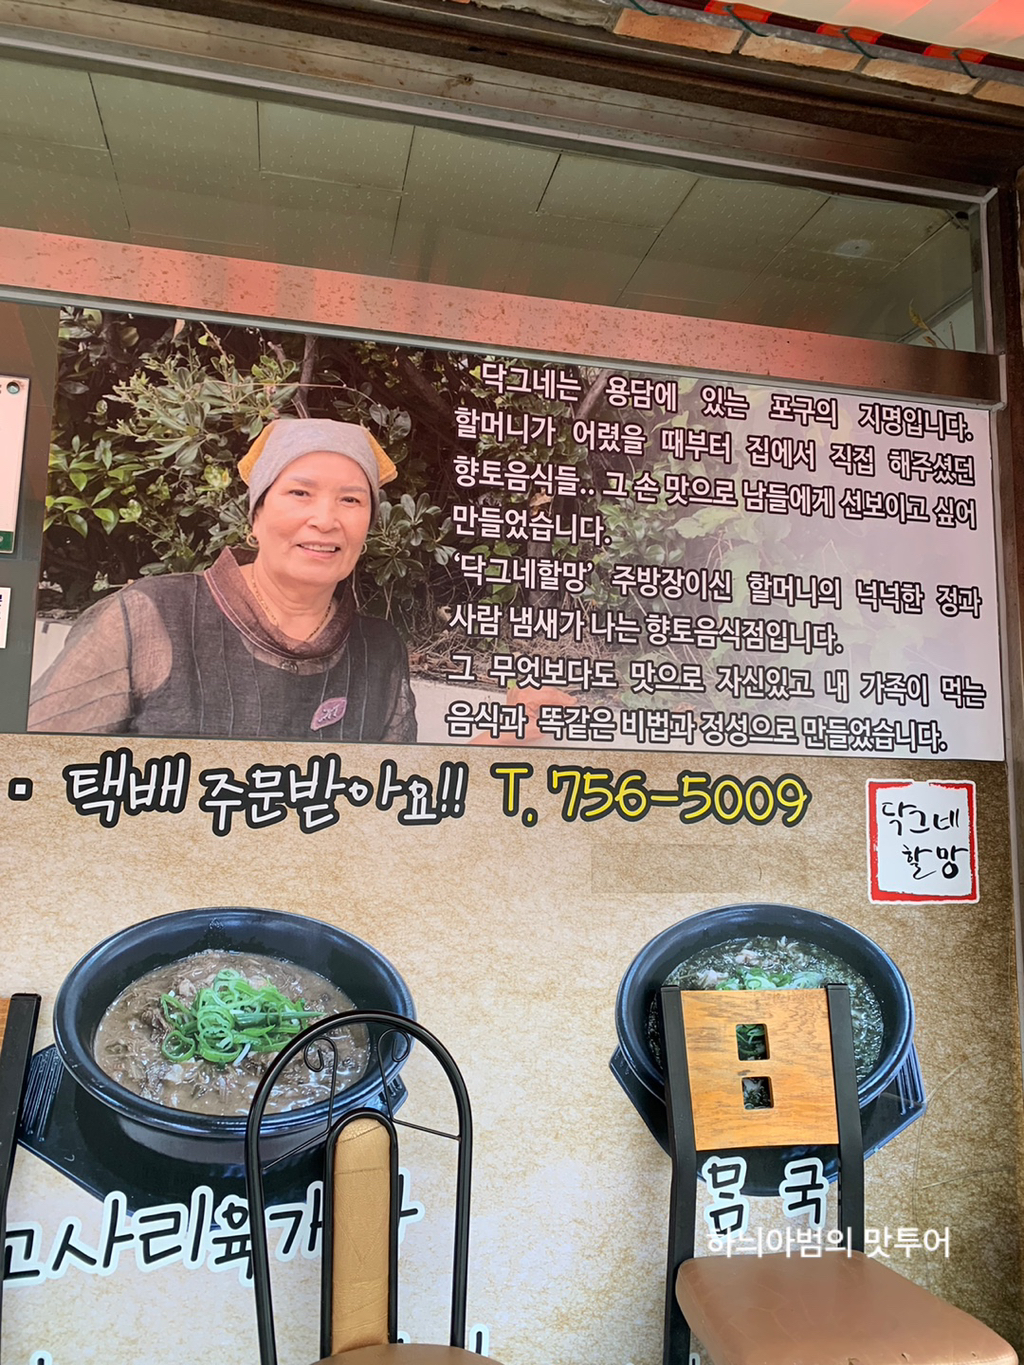 닥그네는 용담에 있는 포구의 지명입니다.
할머니가 어렸을 때부터 집에서 직접 해주셨던
향토음식들.. 그 손 맛으로 남들에게 선보이고 싶어
만들었습니다.
'닥그네할망' 주방장이신 할머니의 넉넉한 정과
사람 냄새가 나는 향토음식점입니다.
그 무엇보다도 맛으로 자신있고 내 가족이 먹는
음식과 똑같은 비법과 정성으로 만들었습니다.
· 택배 주문받아요!! T. 756-5009
닥그네
할망
고사리육개
몸국
하늬아범의 맛투어